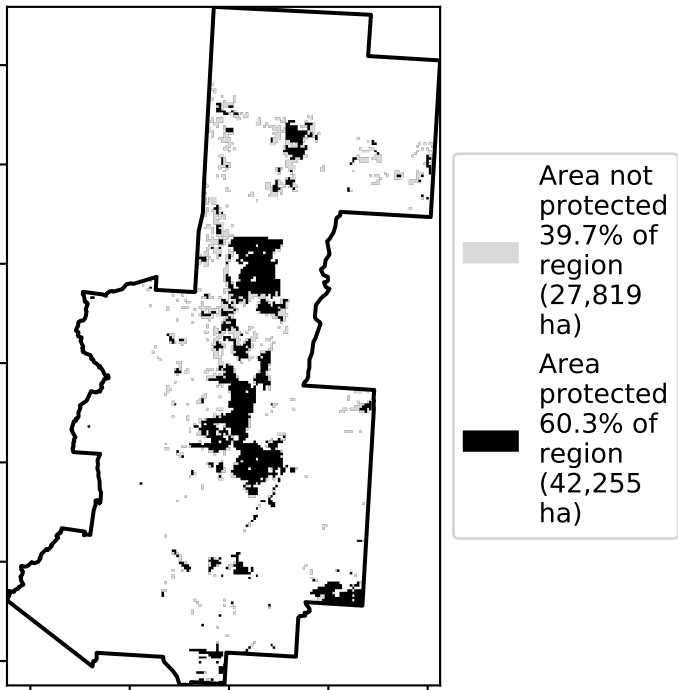 Area not
protected
39.7% of
region
(27,819
ha)
Area
protected
60.3% of
region
(42,255
ha)